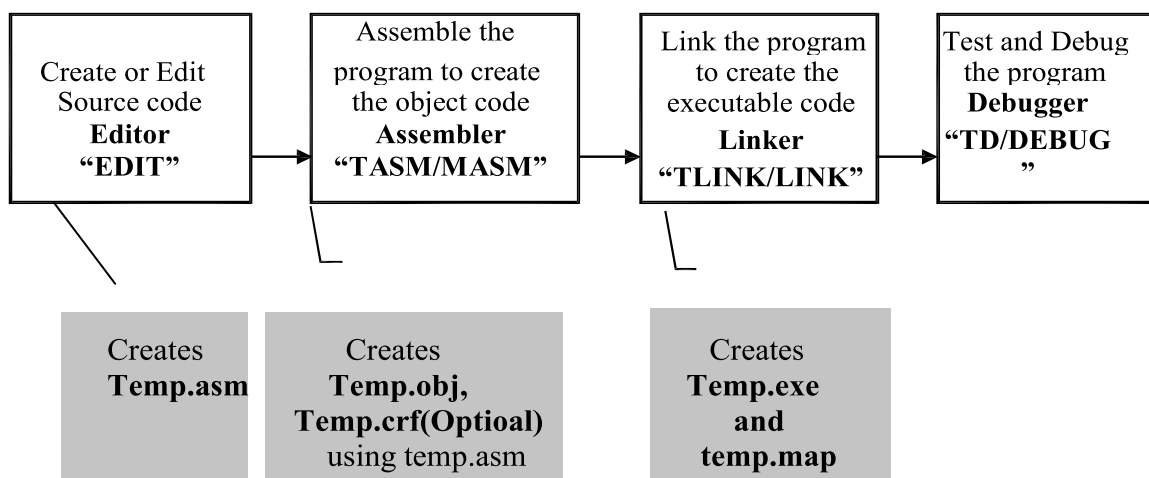 Create or Edit
Source code
Editor
“EDIT”
Assemble the
program to create
the object code
Assembler
“TASM/MASM”
Link the program
to create the
executable code
Linker
“TLINK/LINK”
Test and Debug
the program
Debugger
“TD/DEBUG
”
Creates
Temp.asm
Creates
Temp.obj,
Temp.crf(Optioal)
using temp.asm
Creates
Temp.exe
and
temp.map